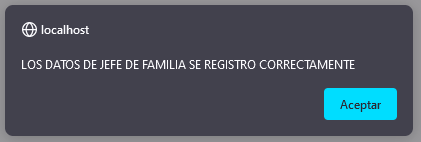 localhost
LOS DATOS DE JEFE DE FAMILIA SE REGISTRO CORRECTAMENTE
Aceptar